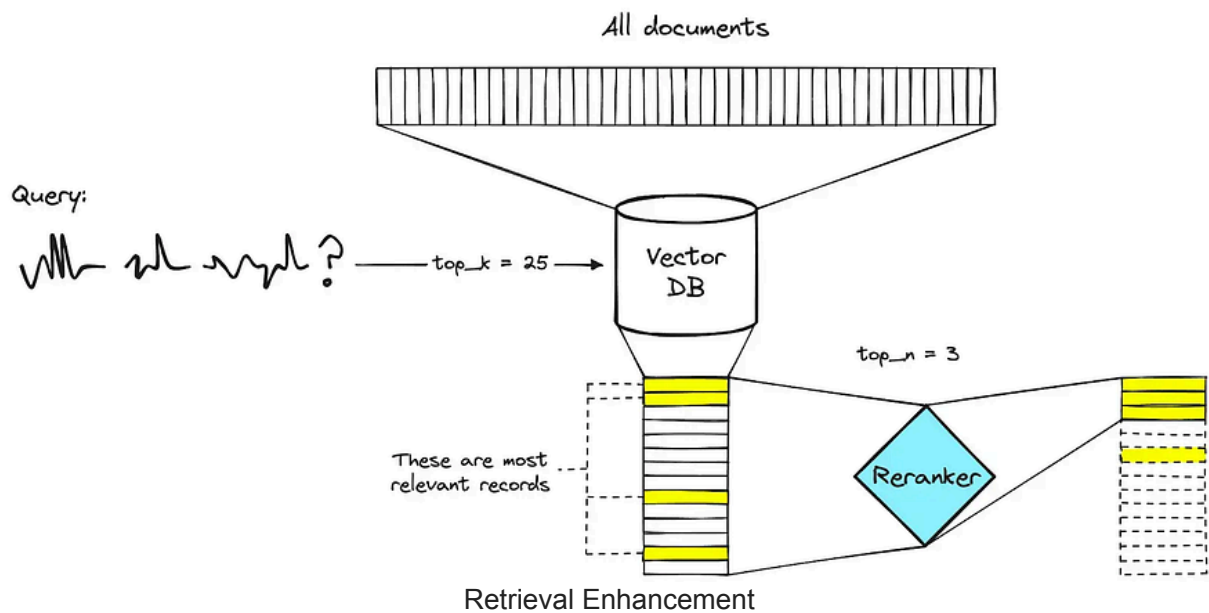 All documents
Query:
?
top_k = 25
Vector
DB
top_n = 3
These are most
relevant records
Reranker
Retrieval Enhancement